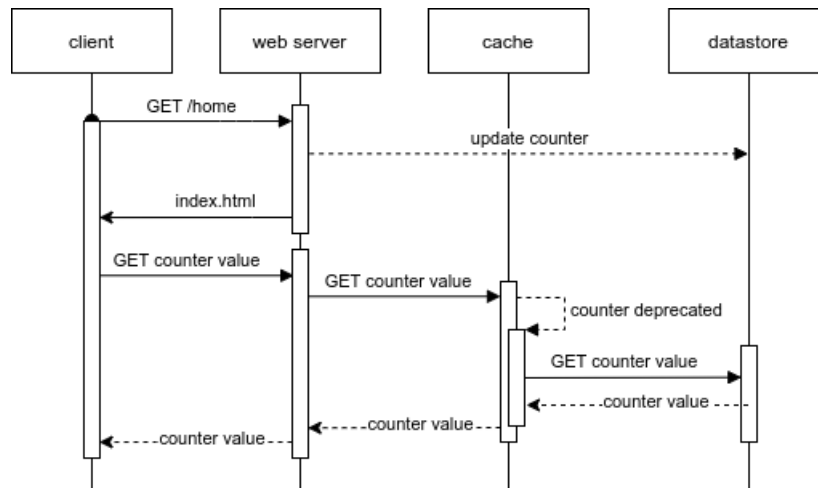 client
web server
cache
datastore
GET /home
update counter
index.html
GET counter value
GET counter value
counter deprecated
GET counter value
counter value
counter value
counter value